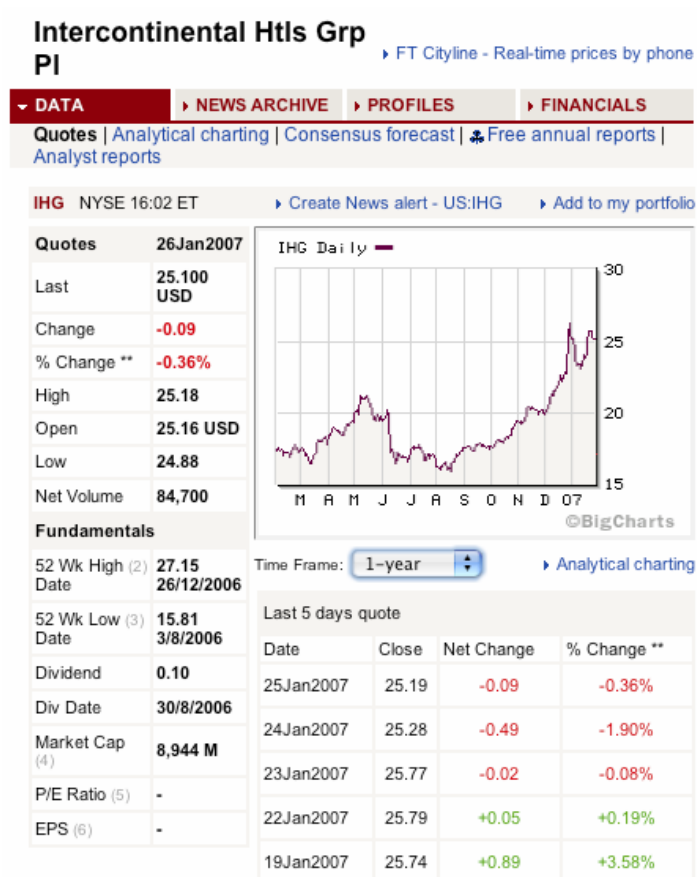 Intercontinental Htls Grp
Pl
FT Cityline - Real-time prices by phone
DATA NEWS ARCHIVE PROFILES FINANCIALS
Quotes | Analytical charting | Consensus forecast | Free annual reports |
Analyst reports
IHG NYSE 16:02 ET Create News alert - US:IHG Add to my portfolio
Quotes 26Jan2007
Last 25.100
USD
Change -0.09
% Change ** -0.36%
High 25.18
Open 25.16 USD
Low 24.88
Net Volume 84,700
Fundamentals
52 Wk High (2) 27.15
Date 26/12/2006
52 Wk Low (3) 15.81
Date 3/8/2006
Dividend 0.10
Div Date 30/8/2006
Market Cap 8,944 M
(4)
P/E Ratio (5) -
EPS (6) -
IHG Daily
30
25
20
15
M A M J J A S O N D 07
©BigCharts
Time Frame: 1-year Analytical charting
Last 5 days quote
Date Close Net Change % Change **
25Jan2007 25.19 -0.09 -0.36%
24Jan2007 25.28 -0.49 -1.90%
23Jan2007 25.77 -0.02 -0.08%
22Jan2007 25.79 +0.05 +0.19%
19Jan2007 25.74 +0.89 +3.58%